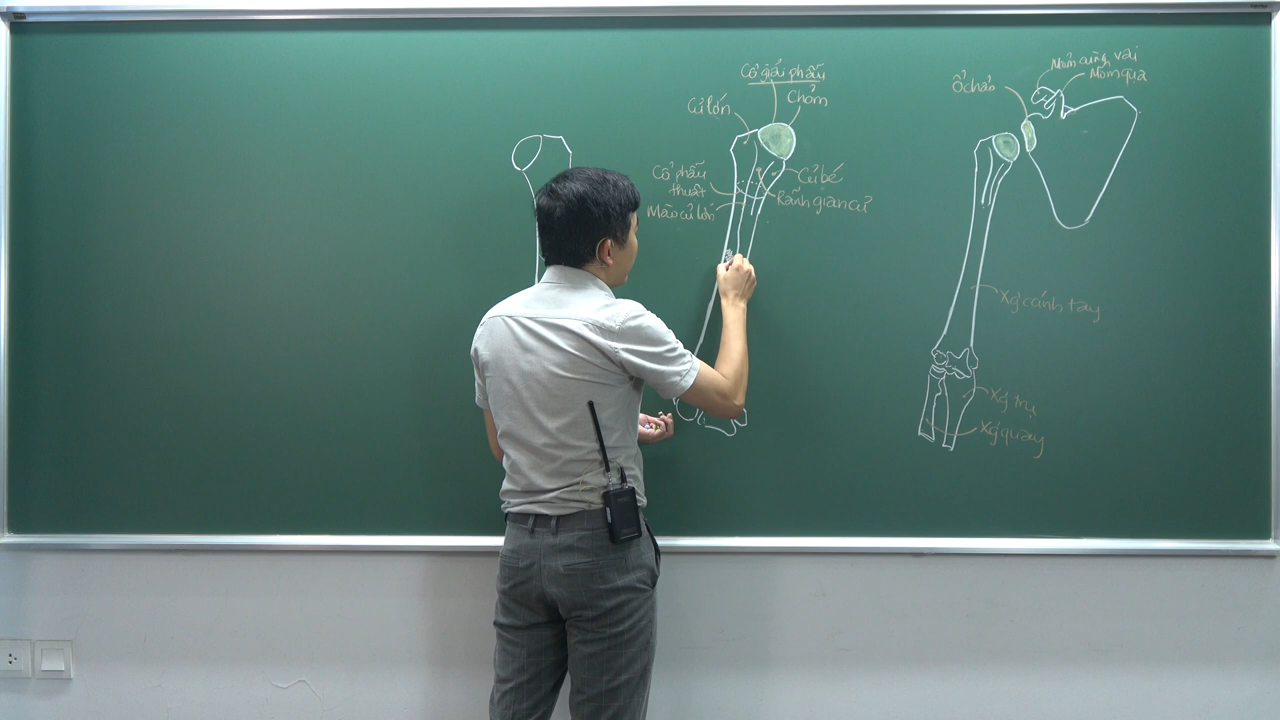 Cổ giải phẫu
Chỏm
Củ lớn
Cổ phẫu
thuật
Mào củ lớn
Củ bé
Rãnh gian củ
Mỏm cùng vai
Mỏm quạ
Ổ chảo
Xg cánh tay
Xg trụ
Xg quay